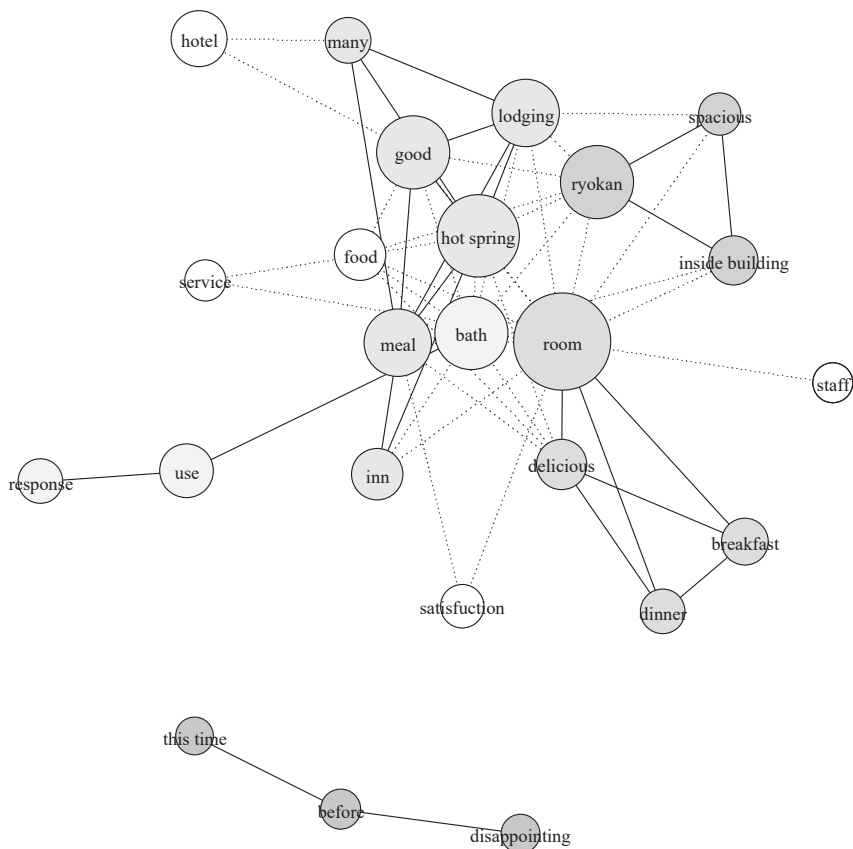 hotel
many
lodging
spacious
good
ryokan
hot spring
food
inside building
service
meal
bath
room
staff
response
use
inn
delicious
breakfast
satisfuction
dinner
this time
before
disappointing